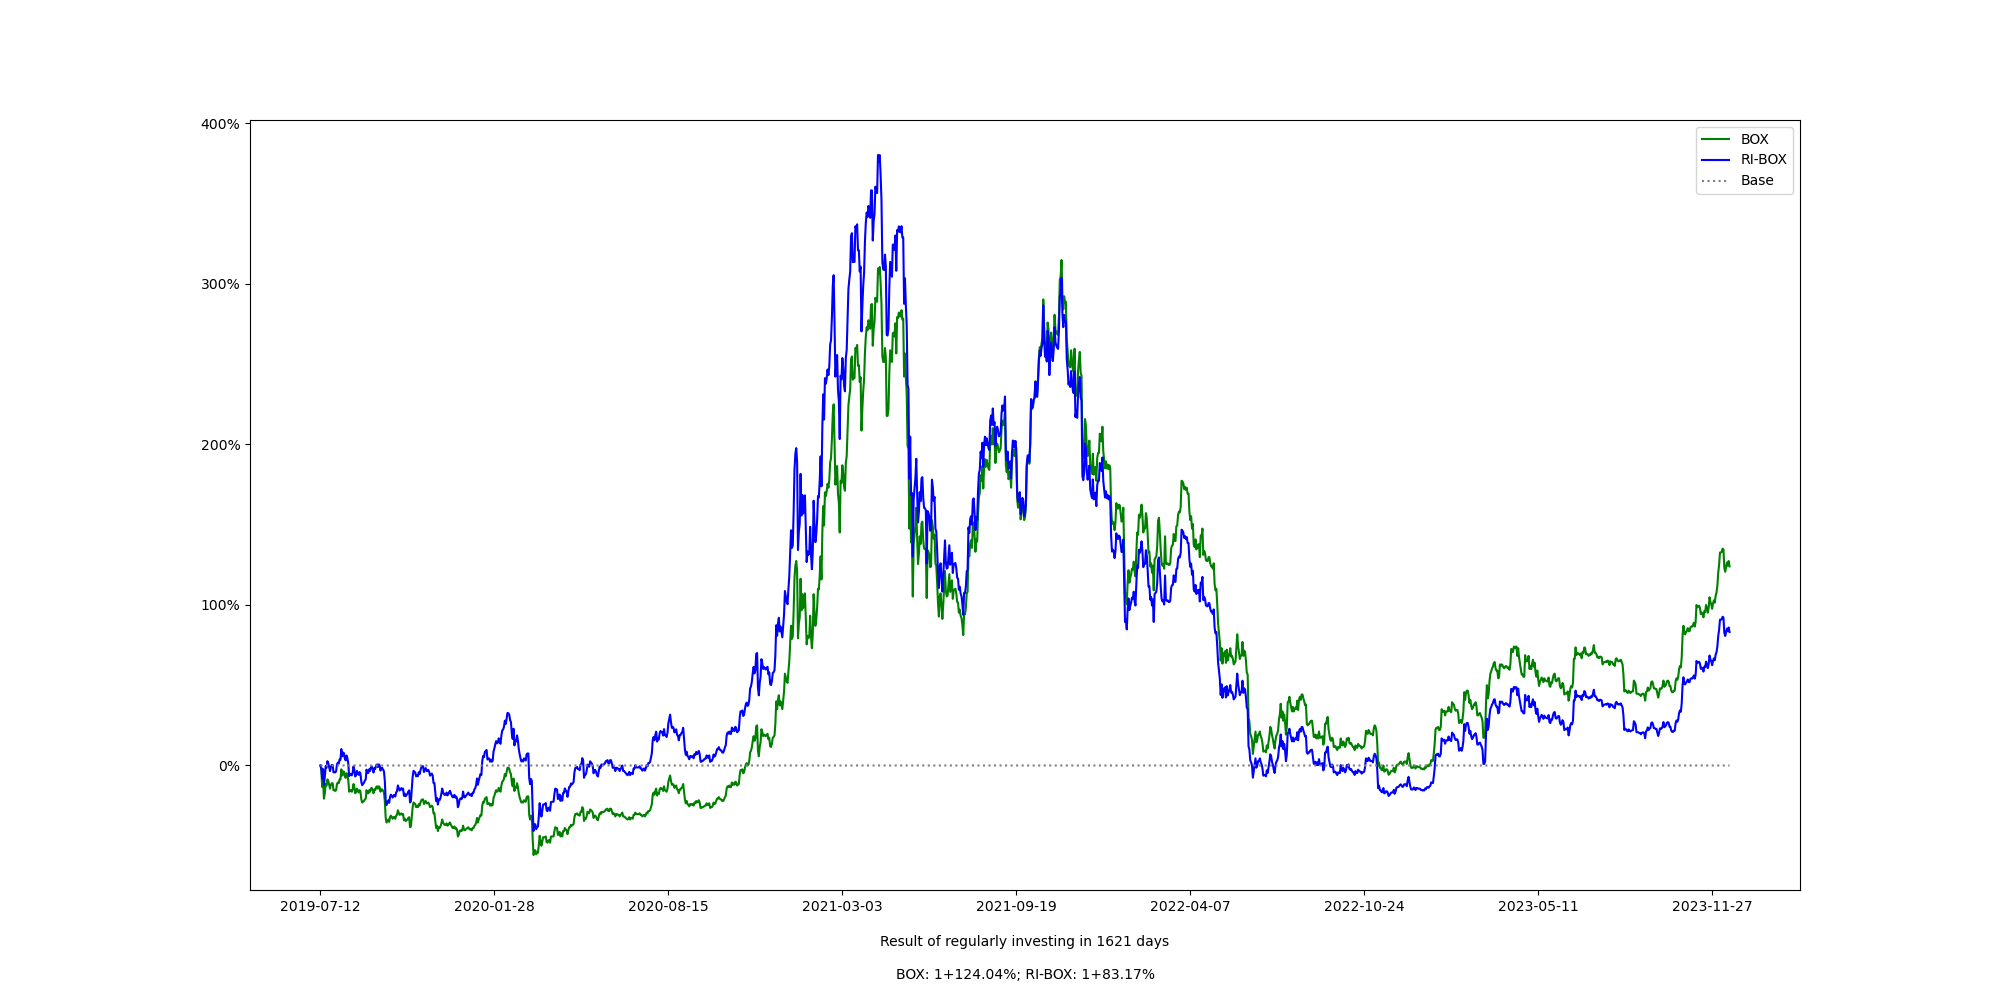 400%
300%
200%
100%
0%
BOX
RI-BOX
Base
2019-07-12 2020-01-28 2020-08-15 2021-03-03 2021-09-19 2022-04-07 2022-10-24 2023-05-11 2023-11-27
Result of regularly investing in 1621 days
BOX: 1+124.04%; RI-BOX: 1+83.17%